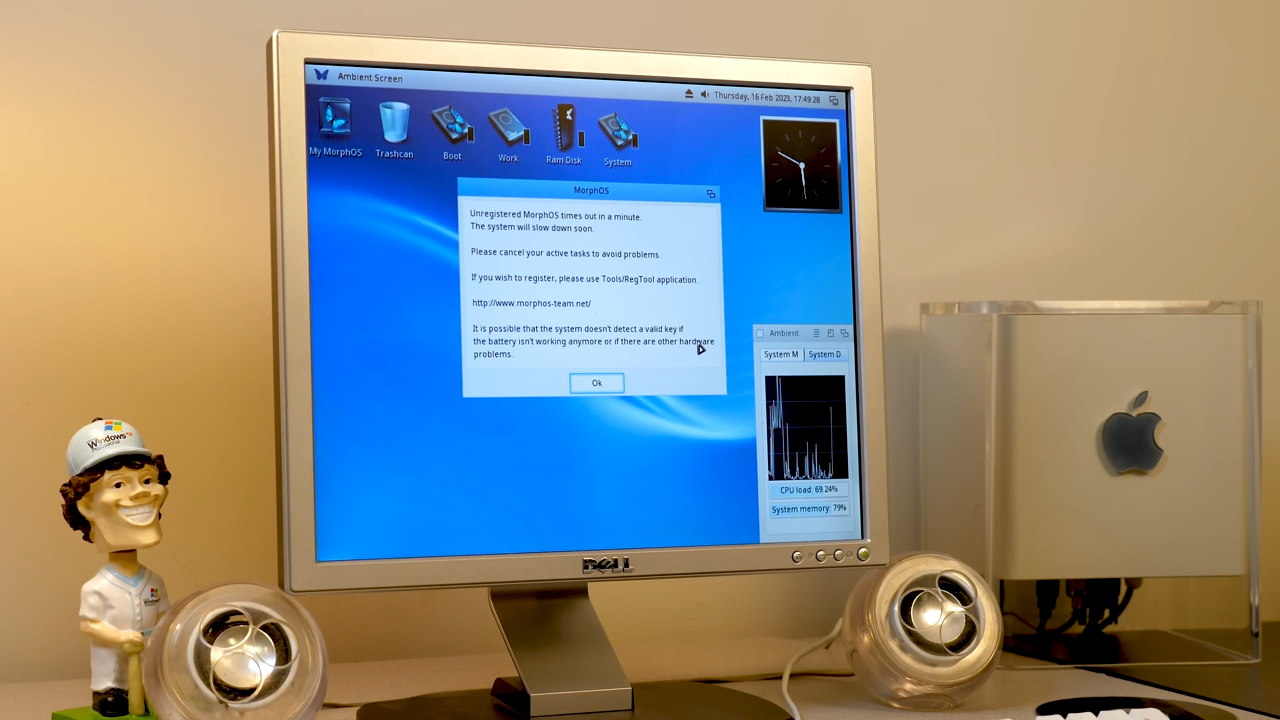 Ambient Screen
Thursday, 16 Feb 2023, 17:49:28
My MorphOS
Trashcan
Boot
Work
Ram Disk
System
MorphOS
Unregistered MorphOS times out in a minute.
The system will slow down soon.
Please cancel your active tasks to avoid problems.
If you wish to register, please use Tools/RegTool application.
http://www.morphos-team.net/
It is possible that the system doesn't detect a valid key if
the battery isn't working anymore or if there are other hardware
problems.
Ok
Ambient
System M
System D
CPU load: 69.24%
System memory: 79%
DELL
Windows xp
Professional
Windows